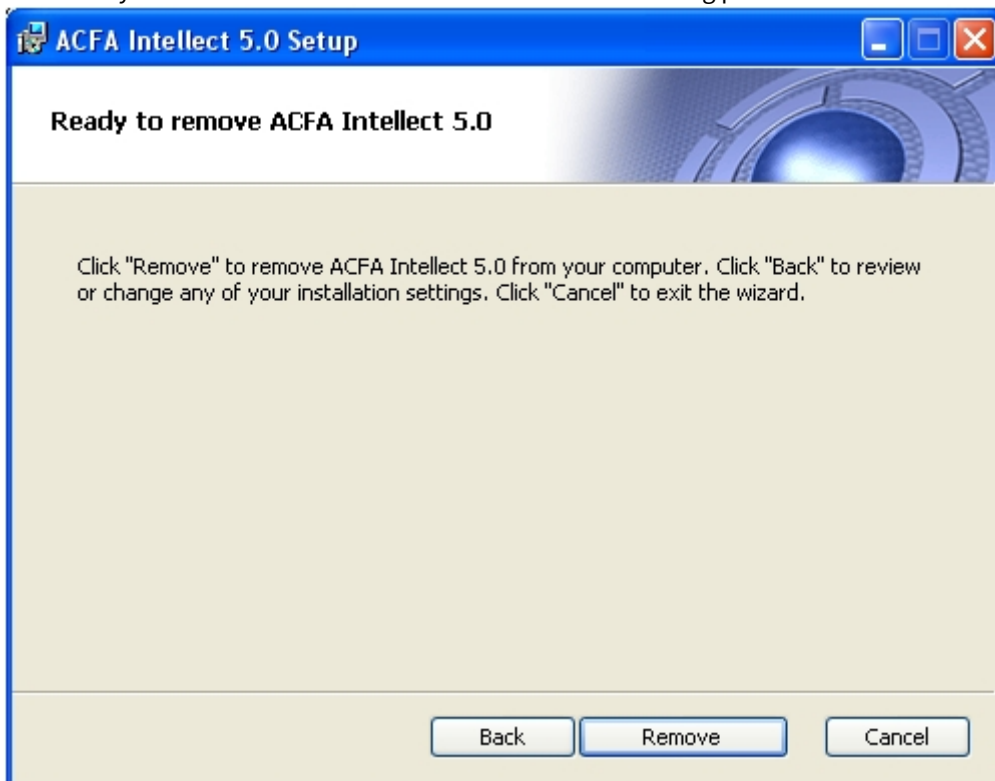 ACFA Intellect 5.0 Setup
Ready to remove ACFA Intellect 5.0
Click "Remove" to remove ACFA Intellect 5.0 from your computer. Click "Back" to review
or change any of your installation settings. Click "Cancel" to exit the wizard.
Back Remove Cancel